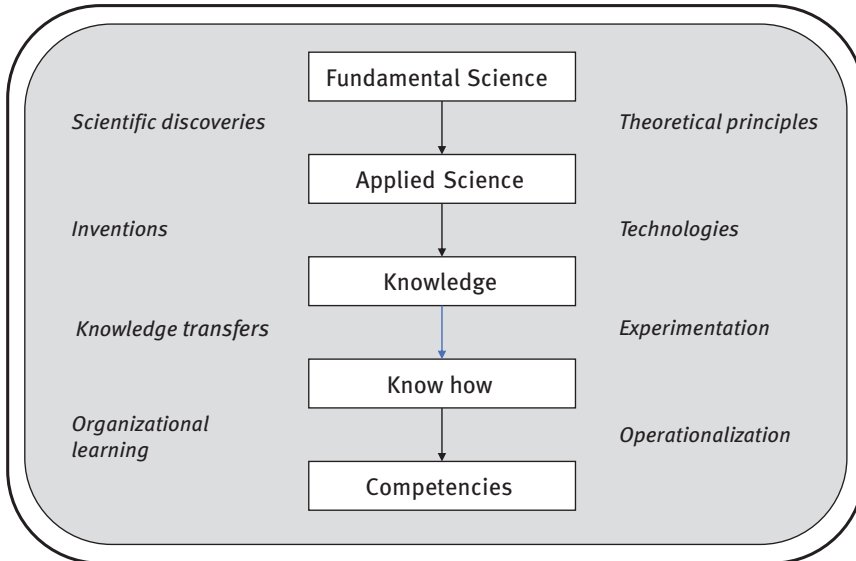 Fundamental Science
Scientific discoveries
Theoretical principles
Applied Science
Inventions
Technologies
Knowledge
Knowledge transfers
Experimentation
Know how
Organizational
learning
Operationalization
Competencies